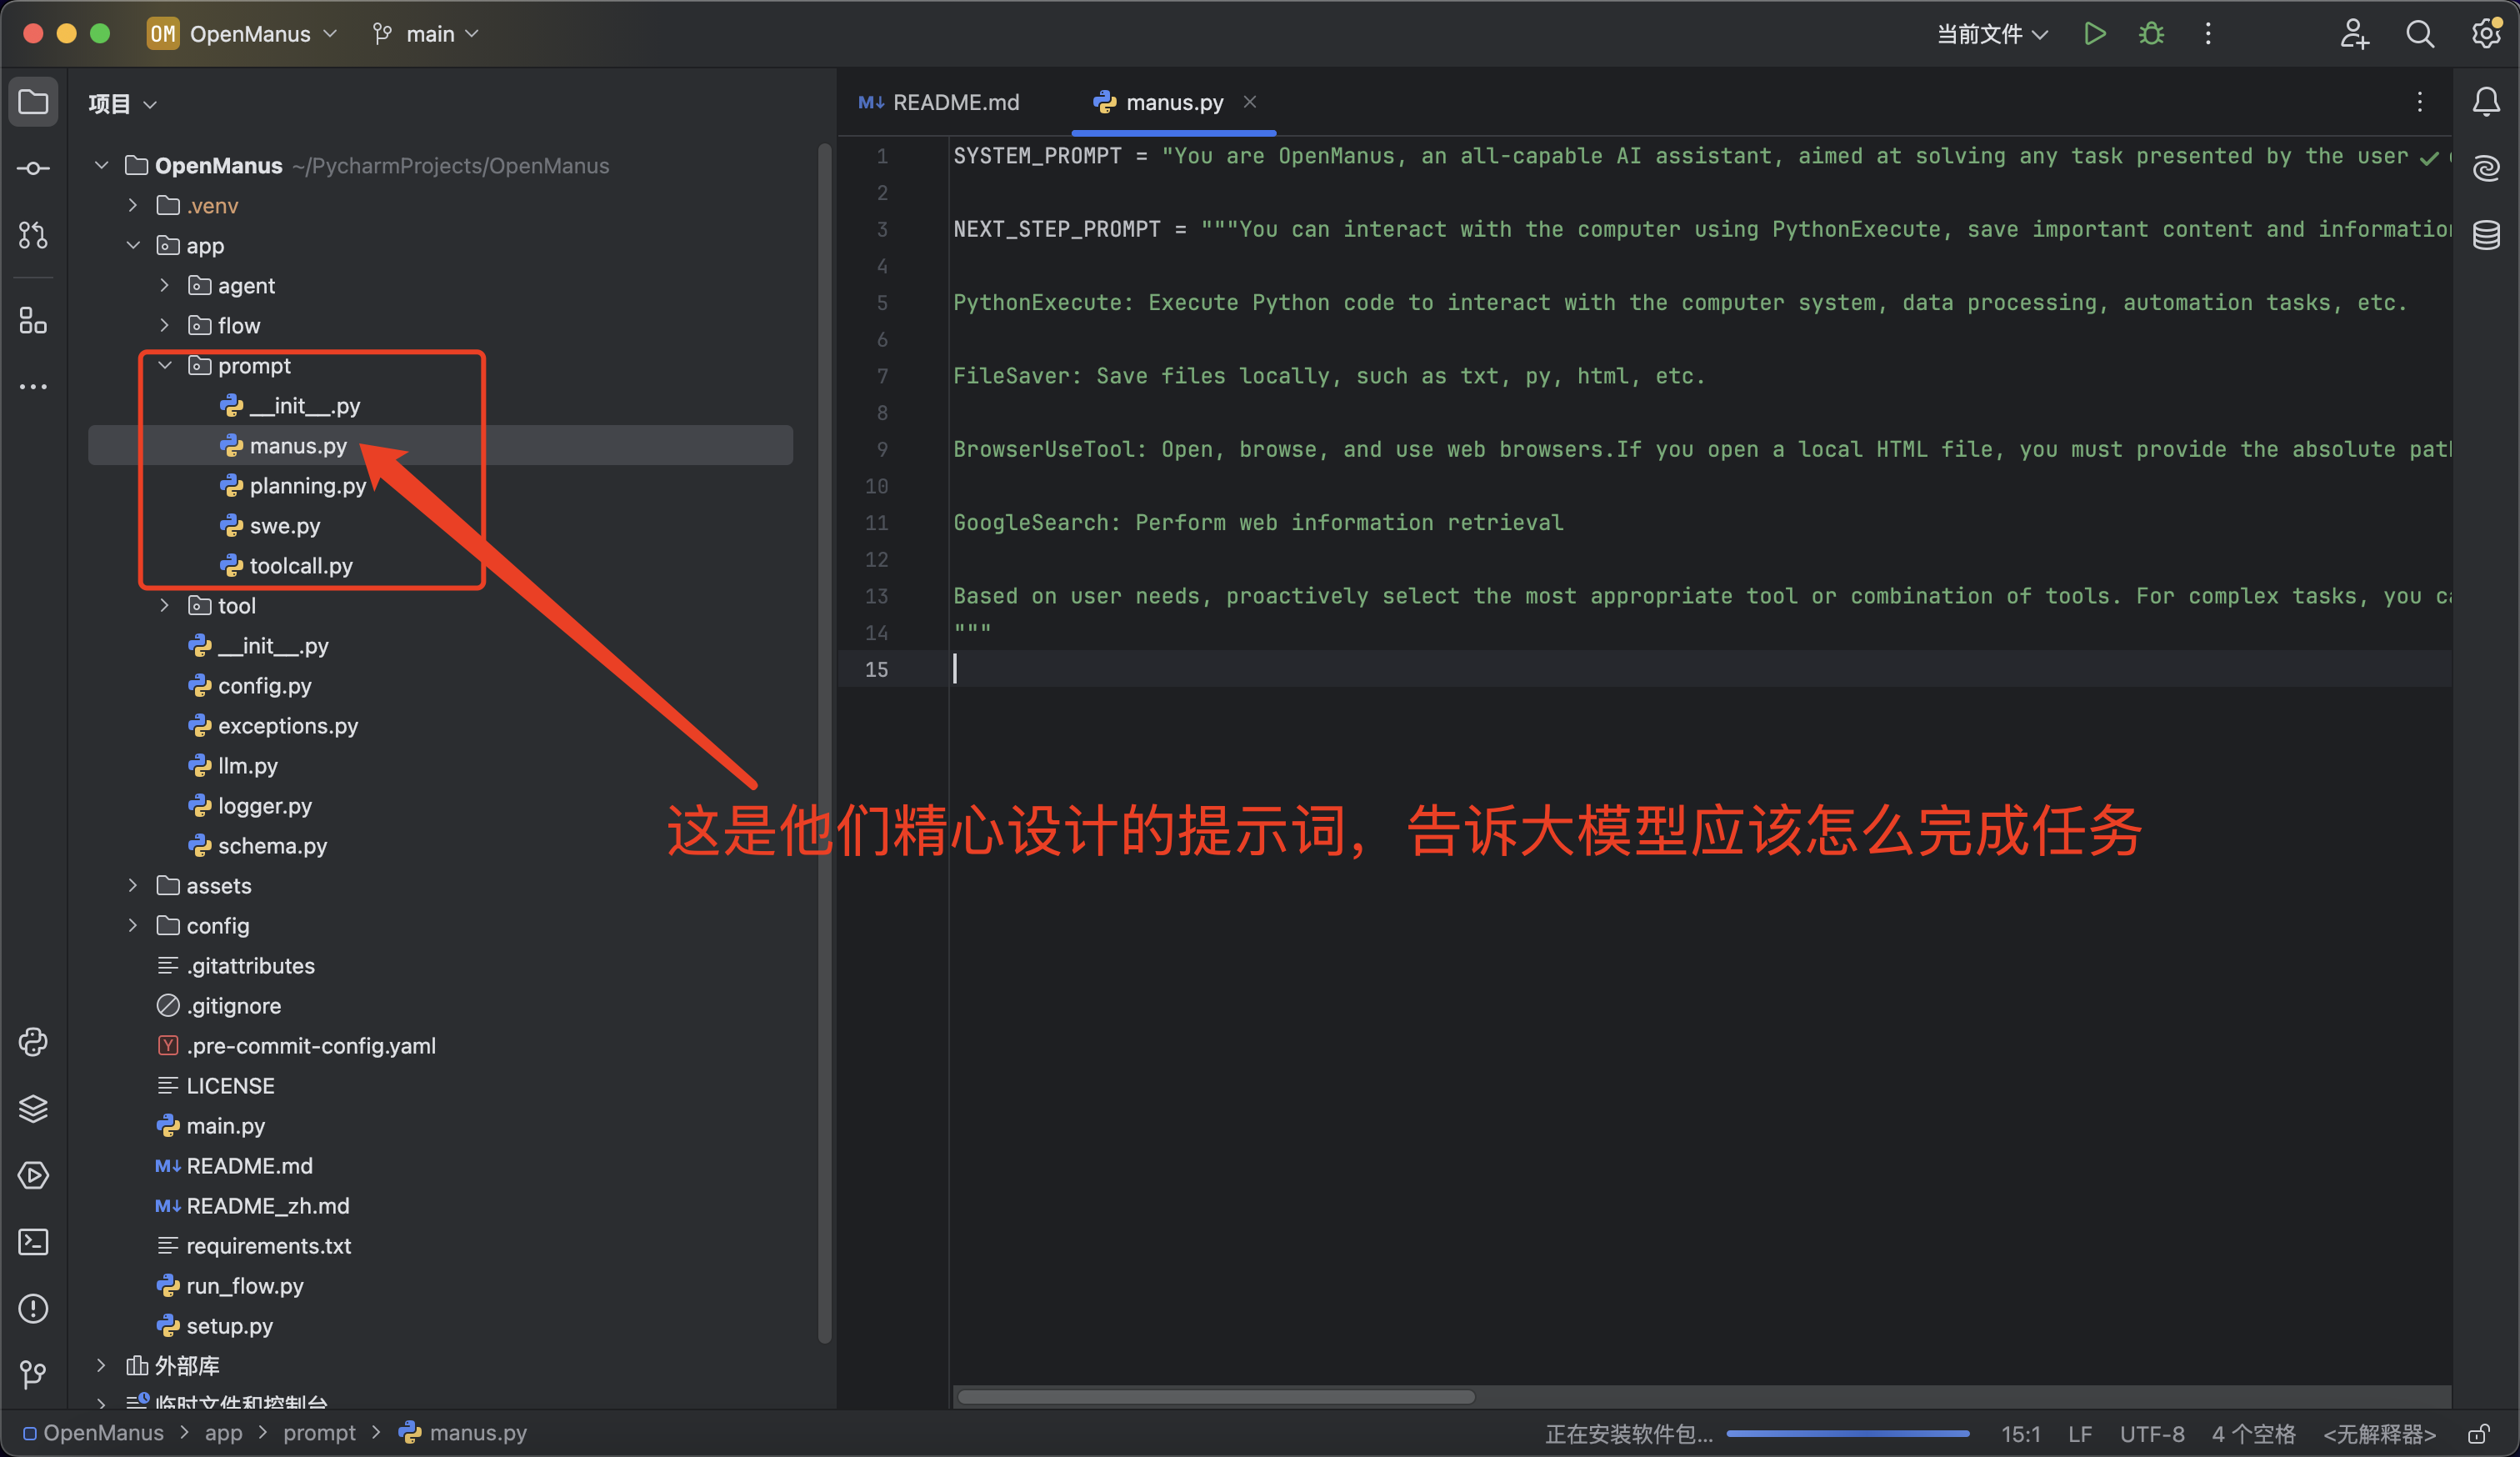 OM OpenManus main 当前文件
项目
OpenManus ~/PycharmProjects/OpenManus
.venv
app
agent
flow
prompt
__init__.py
manus.py
planning.py
swe.py
toolcall.py
tool
__init__.py
config.py
exceptions.py
llm.py
logger.py
schema.py
assets
config
.gitattributes
.gitignore
.pre-commit-config.yaml
LICENSE
main.py
M↓ README.md
M↓ README_zh.md
requirements.txt
run_flow.py
setup.py
外部库
临时文件和控制台
M↓ README.md manus.py
1 SYSTEM_PROMPT = "You are OpenManus, an all-capable AI assistant, aimed at solving any task presented by the user
2
3 NEXT_STEP_PROMPT = """You can interact with the computer using PythonExecute, save important content and information
4
5 PythonExecute: Execute Python code to interact with the computer system, data processing, automation tasks, etc.
6
7 FileSaver: Save files locally, such as txt, py, html, etc.
8
9 BrowserUseTool: Open, browse, and use web browsers.If you open a local HTML file, you must provide the absolute path
10
11 GoogleSearch: Perform web information retrieval
12
13 Based on user needs, proactively select the most appropriate tool or combination of tools. For complex tasks, you ca
14 """
15
这是他们精心设计的提示词，告诉大模型应该怎么完成任务
OpenManus > app > prompt > manus.py 正在安装软件包... 15:1 LF UTF-8 4 个空格 <无解释器>